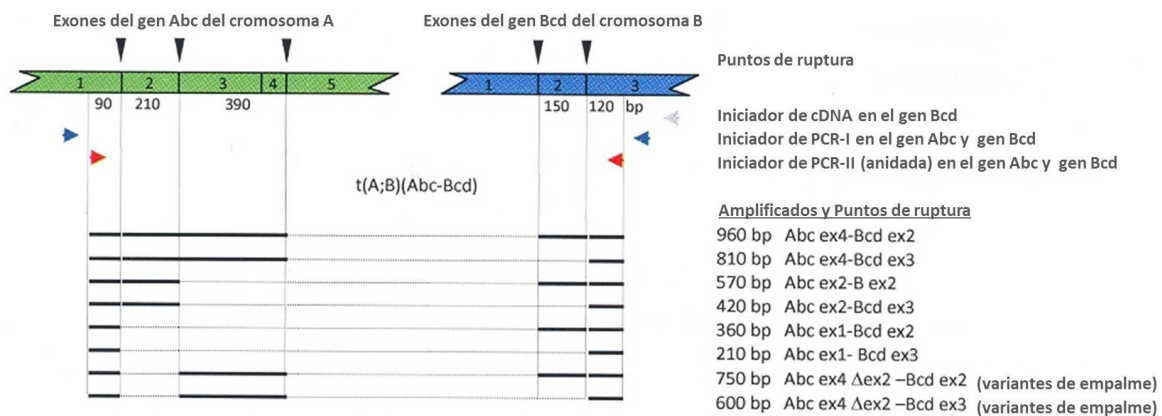 Exones del gen Abc del cromosoma A
Exones del gen Bcd del cromosoma B
1 2 3 4 5
1 2 3
Puntos de ruptura
90 210 390
150 120 bp
Iniciador de cDNA en el gen Bcd
Iniciador de PCR-I en el gen Abc y gen Bcd
Iniciador de PCR-II (anidada) en el gen Abc y gen Bcd
t(A;B)(Abc-Bcd)
Amplificados y Puntos de ruptura
960 bp Abc ex4-Bcd ex2
810 bp Abc ex4-Bcd ex3
570 bp Abc ex2-B ex2
420 bp Abc ex2-Bcd ex3
360 bp Abc ex1-Bcd ex2
210 bp Abc ex1- Bcd ex3
750 bp Abc ex4 Δex2 –Bcd ex2 (variantes de empalme)
600 bp Abc ex4 Δex2 –Bcd ex3 (variantes de empalme)